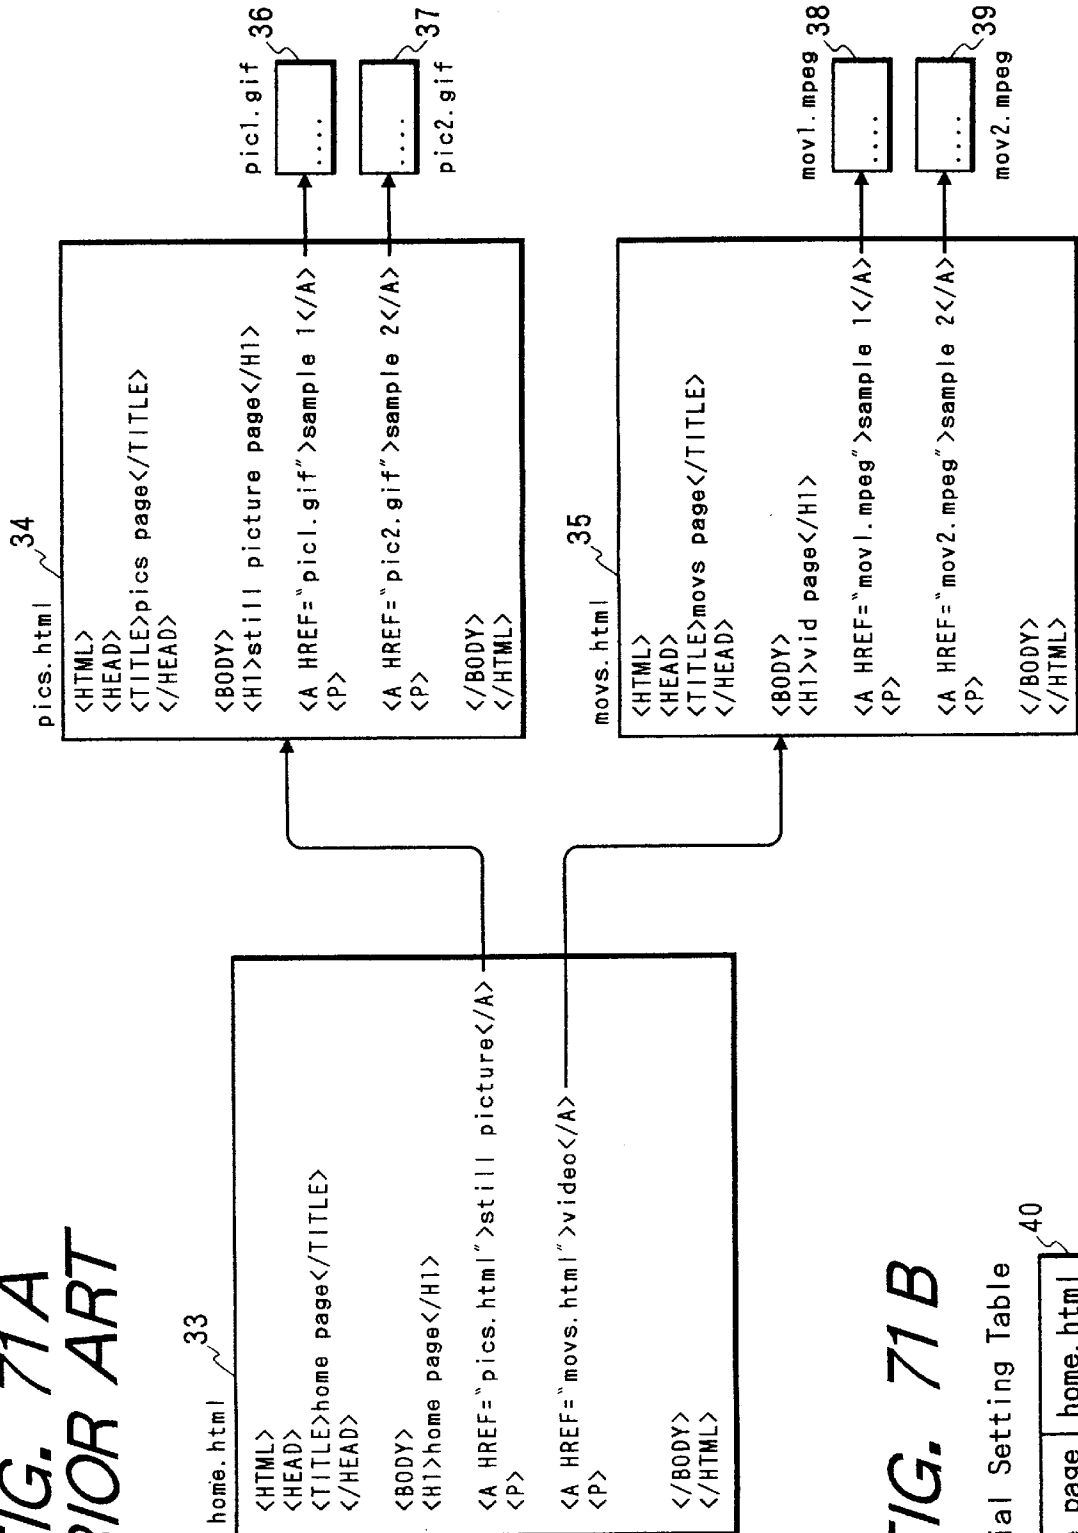 FIG. 71A
PRIOR ART
33
home.html
<HTML>
<HEAD>
<TITLE>home page</TITLE>
</HEAD>
<BODY>
<H1>home page</H1>
<A HREF="pics.html">still picture</A>
<P>
<A HREF="movs.html">video</A>
<P>
</BODY>
</HTML>
34
pics.html
<HTML>
<HEAD>
<TITLE>pics page</TITLE>
</HEAD>
<BODY>
<H1>still picture page</H1>
<A HREF="pic1.gif">sample 1</A>
<P>
<A HREF="pic2.gif">sample 2</A>
<P>
</BODY>
</HTML>
pic1.gif
36
....
37
....
pic2.gif
35
movs.html
<HTML>
<HEAD>
<TITLE>movs page</TITLE>
</HEAD>
<BODY>
<H1>vid page</H1>
<A HREF="mov1.mpeg">sample 1</A>
<P>
<A HREF="mov2.mpeg">sample 2</A>
<P>
</BODY>
</HTML>
mov1.mpeg
38
....
39
....
mov2.mpeg
FIG. 71B
Setting Table
40
page home.html